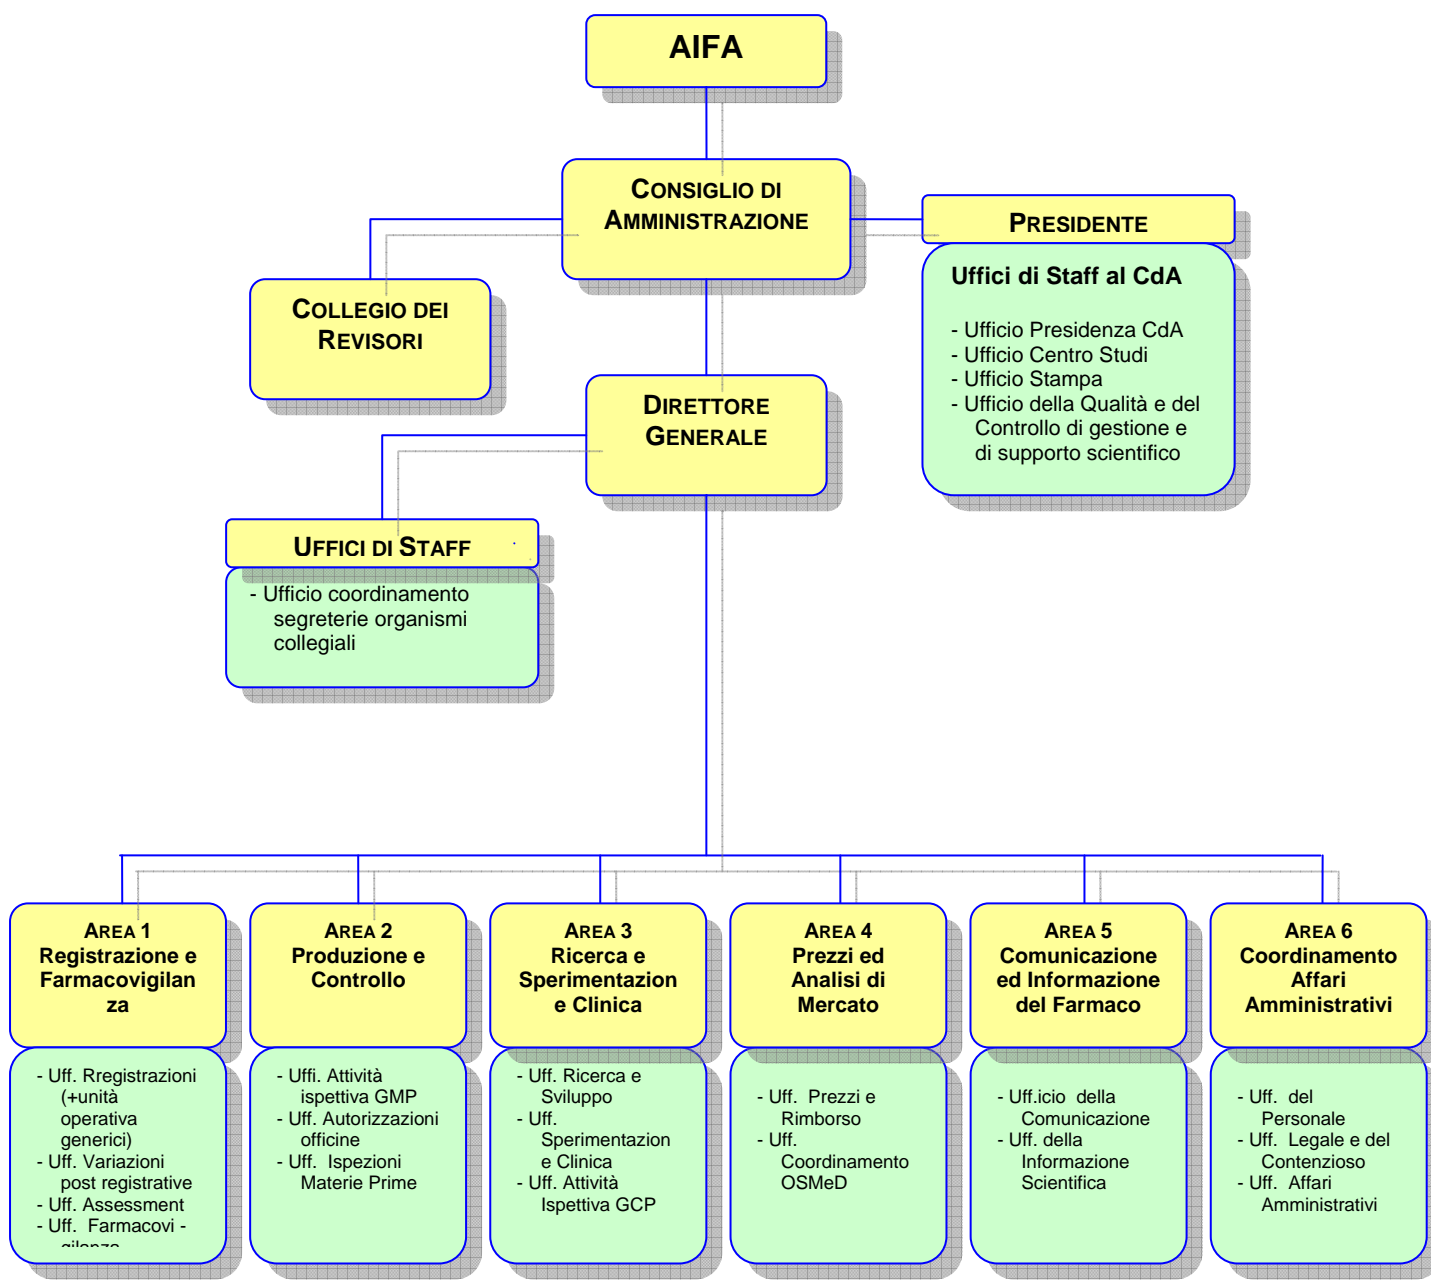 AIFA
CONSIGLIO DI
AMMINISTRAZIONE
PRESIDENTE
Uffici di Staff al CdA
- Ufficio Presidenza CdA
- Ufficio Centro Studi
- Ufficio Stampa
- Ufficio della Qualità e del
Controllo di gestione e
di supporto scientifico
COLLEGIO DEI
REVISORI
DIRETTORE
GENERALE
UFFICI DI STAFF
- Ufficio coordinamento
segreterie organismi
collegiali
AREA 1
Registrazione e
Farmacovigilan
za
- Uff. Rregistrazioni
(+unità
operativa
generici)
- Uff. Variazioni
post registrative
- Uff. Assessment
- Uff. Farmacovi -
gilanza
AREA 2
Produzione e
Controllo
- Uffi. Attività
ispettiva GMP
- Uff. Autorizzazioni
officine
- Uff. Ispezioni
Materie Prime
AREA 3
Ricerca e
Sperimentazion
e Clinica
- Uff. Ricerca e
Sviluppo
- Uff.
Sperimentazion
e Clinica
- Uff. Attività
Ispettiva GCP
AREA 4
Prezzi ed
Analisi di
Mercato
- Uff. Prezzi e
Rimborso
- Uff.
Coordinamento
OSMeD
AREA 5
Comunicazione
ed Informazione
del Farmaco
- Uff.icio della
Comunicazione
- Uff. della
Informazione
Scientifica
AREA 6
Coordinamento
Affari
Amministrativi
- Uff. del
Personale
- Uff. Legale e del
Contenzioso
- Uff. Affari
Amministrativi